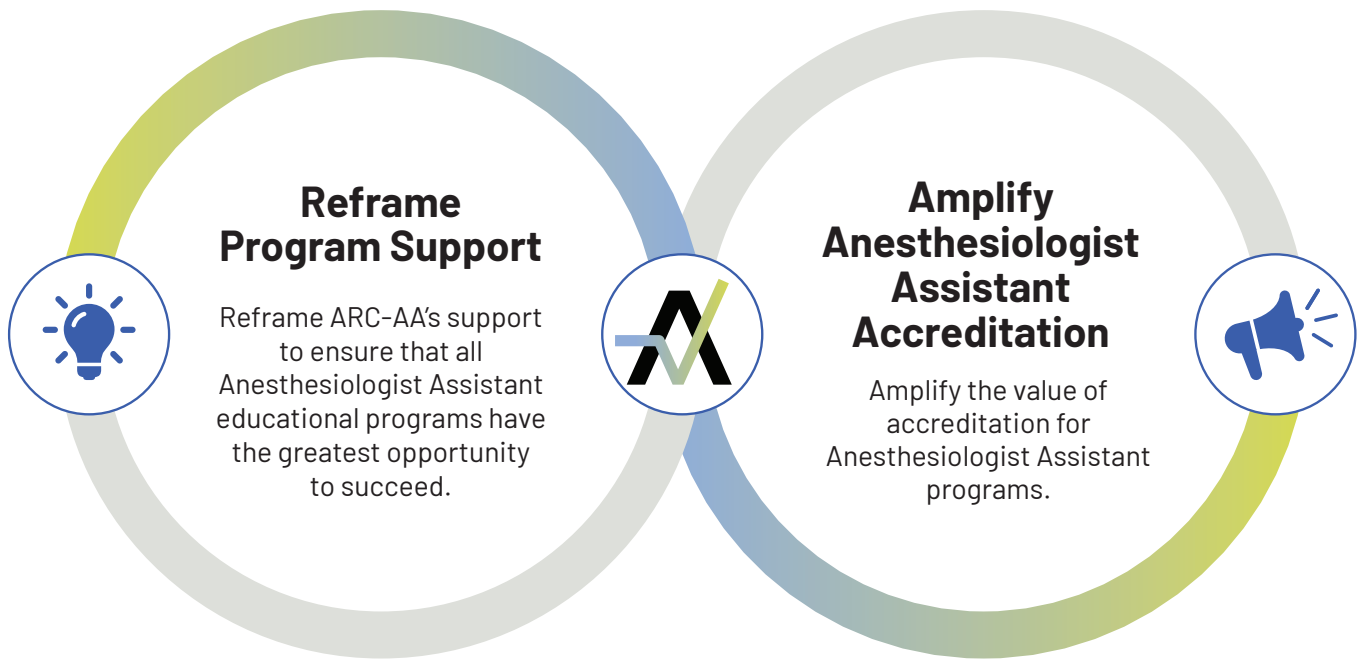 Reframe
Program Support
Reframe ARC-AA’s support
to ensure that all
Anesthesiologist Assistant
educational programs have
the greatest opportunity
to succeed.
Amplify
Anesthesiologist
Assistant
Accreditation
Amplify the value of
accreditation for
Anesthesiologist Assistant
programs.